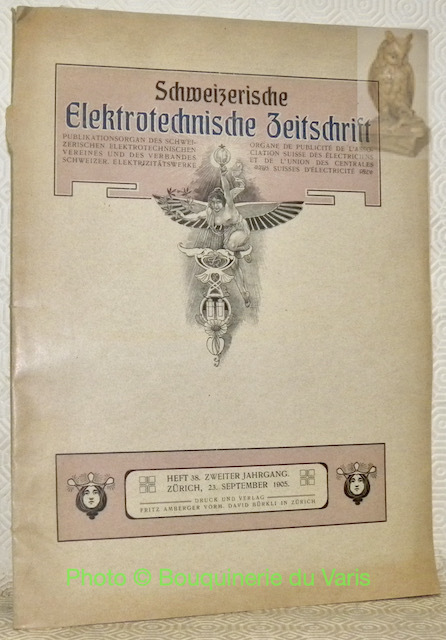 Schweizerische
Elektrotechnische Zeitschrift
PUBLIKATIONSORGAN DES SCHWEI-
ZERISCHEN ELEKTROTECHNISCHEN
VEREINES UND DES VERBANDES
SCHWEIZER. ELEKTRIZITÄTSWERKE
ORGANE DE PUBLICITÉ DE L'ASSO-
CIATION SUISSE DES ÉLECTRICIENS
ET DE L'UNION DES CENTRALES
SUISSES D'ÉLECTRICITÉ
HEFT 38. ZWEITER JAHRGANG.
ZÜRICH, 23. SEPTEMBER 1905.
DRUCK UND VERLAG
FRITZ AMBERGER VORM. DAVID BÜRKLI IN ZÜRICH
Photo © Bouquinerie du Varis